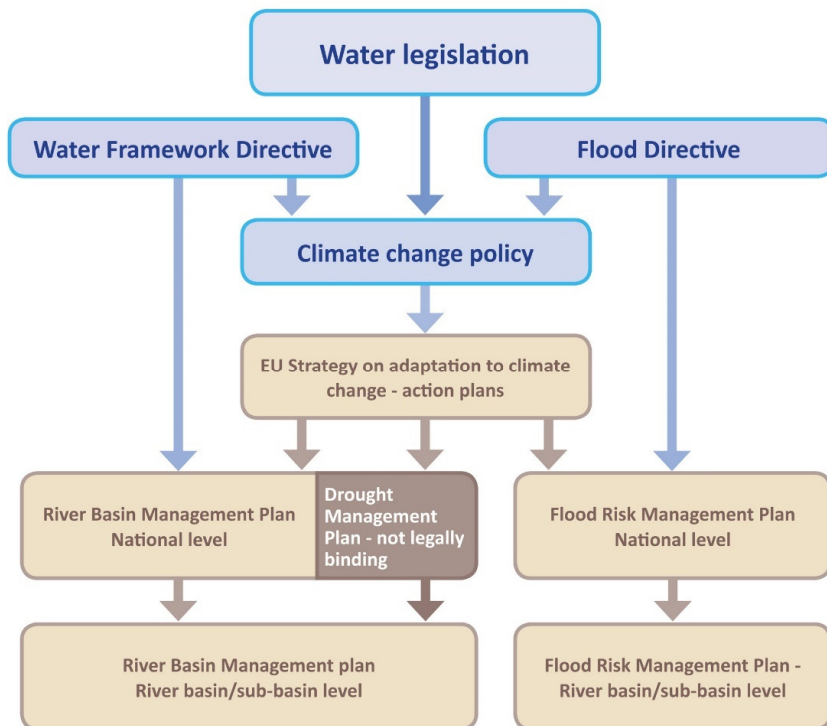 Water legislation
Water Framework Directive
Flood Directive
Climate change policy
EU Strategy on adaptation to climate
change - action plans
River Basin Management Plan
National level
Drought
Management
Plan - not legally
binding
Flood Risk Management Plan
National level
River Basin Management plan
River basin/sub-basin level
Flood Risk Management Plan -
River basin/sub-basin level